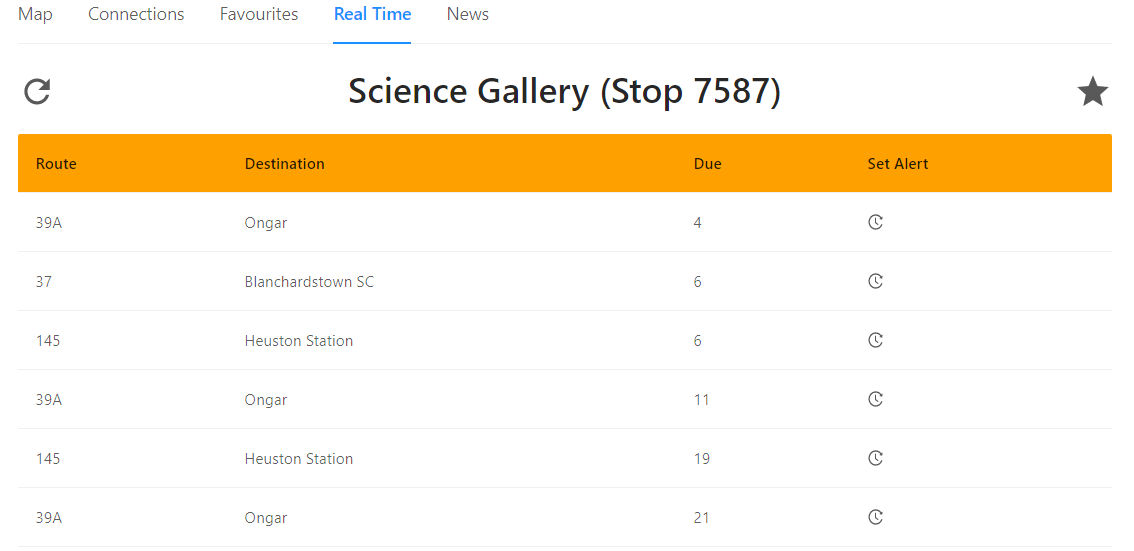 Map Connections Favourites Real Time News
Science Gallery (Stop 7587)
Route Destination Due Set Alert
39A Ongar 4
37 Blanchardstown SC 6
145 Heuston Station 6
39A Ongar 11
145 Heuston Station 19
39A Ongar 21